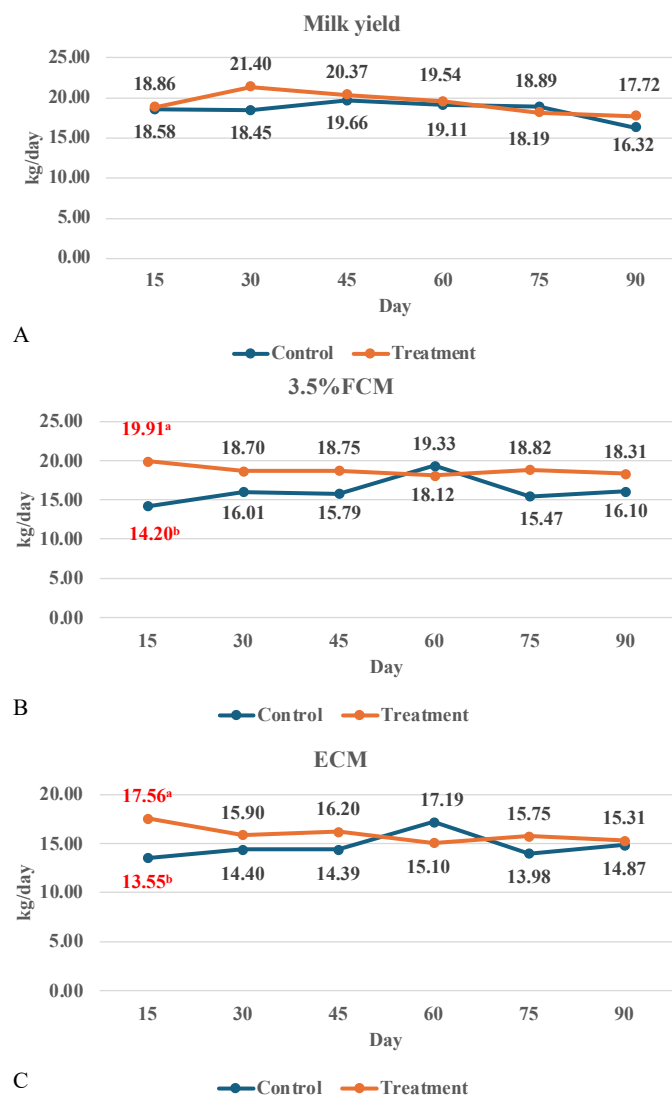 Milk yield
25.00
20.00
15.00
10.00
5.00
0.00
kg/day
18.86 21.40 20.37 19.54 18.89 17.72
18.58 18.45 19.66 19.11 18.19 16.32
15 30 45 60 75 90
Day
A
Control Treatment
3.5%FCM
25.00
20.00
15.00
10.00
5.00
0.00
kg/day
19.91ᵃ 18.70 18.75 19.33 18.82 18.31
14.20ᵇ 16.01 15.79 18.12 15.47 16.10
15 30 45 60 75 90
Day
B
Control Treatment
ECM
20.00
15.00
10.00
5.00
0.00
kg/day
17.56ᵃ 15.90 16.20 17.19 15.75 15.31
13.55ᵇ 14.40 14.39 15.10 13.98 14.87
15 30 45 60 75 90
Day
C
Control Treatment